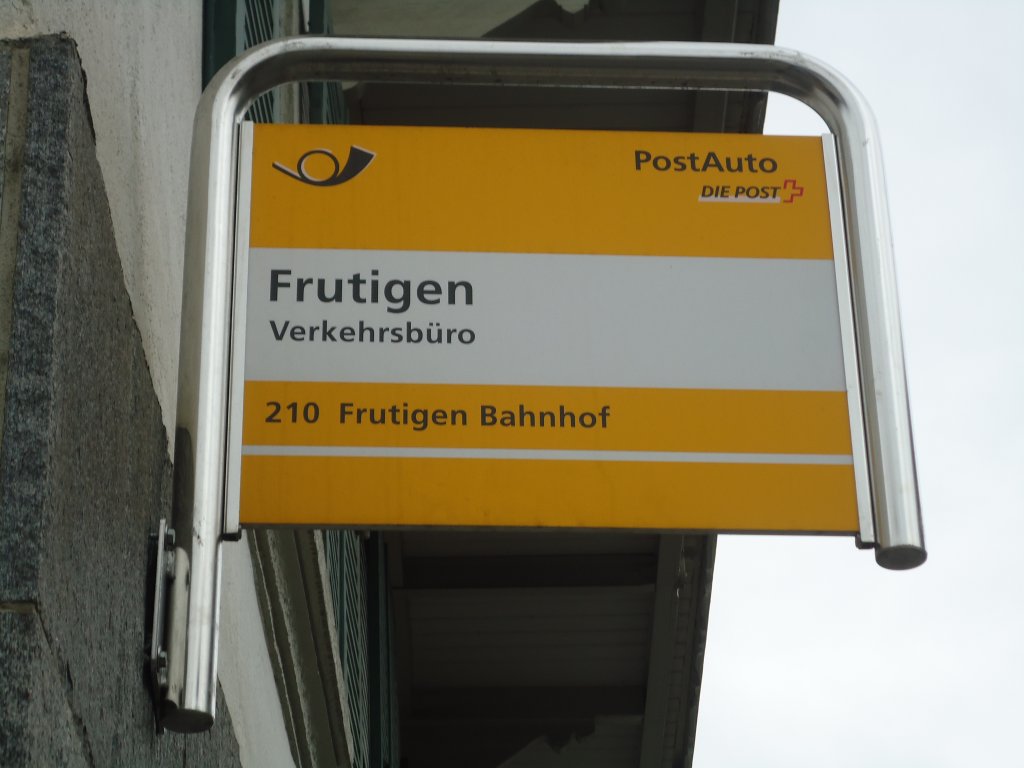 PostAuto
DIE POST
Frutigen
Verkehrsbüro
210 Frutigen Bahnhof